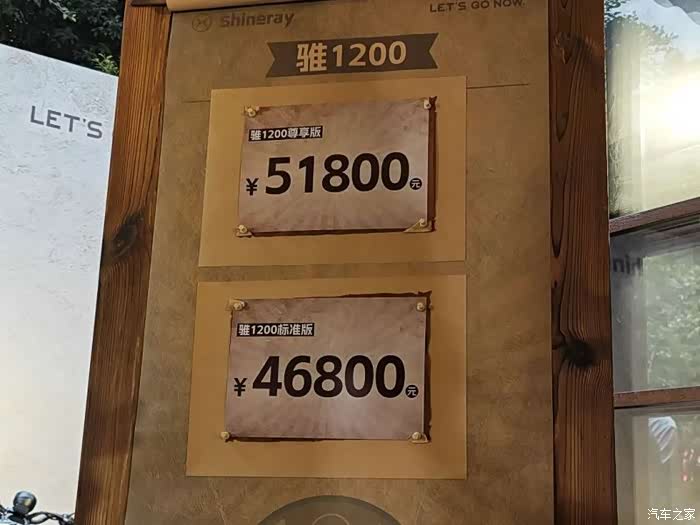 Shineray
LET'S GO NOW.
骓1200
LET'S
骓1200尊享版
¥51800元
骓1200标准版
¥46800元
汽车之家